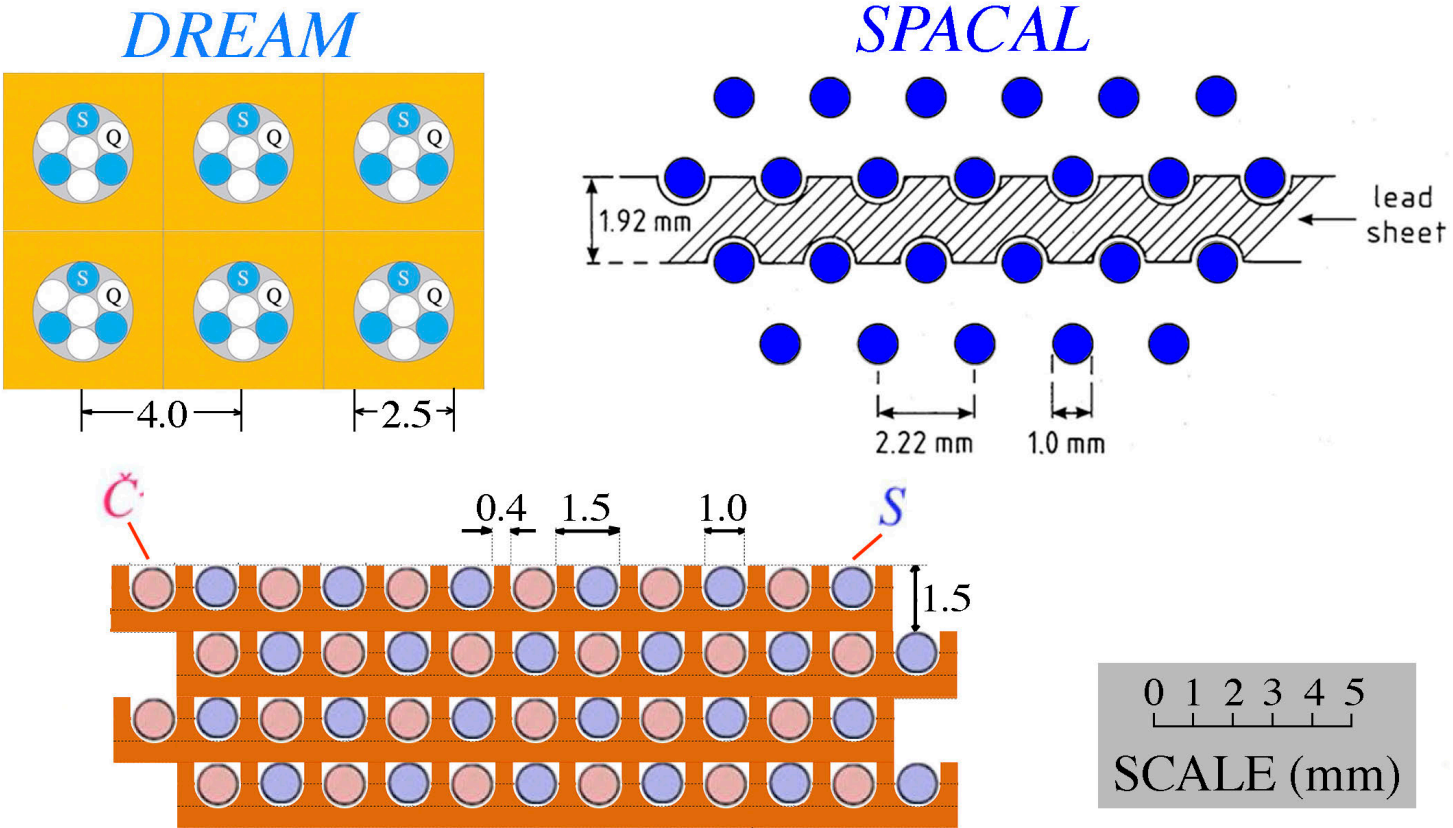 DREAM
S
Q
S
Q
S
Q
S
Q
S
Q
S
Q
4.0
2.5
SPACAL
1.92 mm
lead
sheet
2.22 mm
1.0 mm
Č
0.4
1.5
1.0
S
1.5
0 1 2 3 4 5
SCALE (mm)